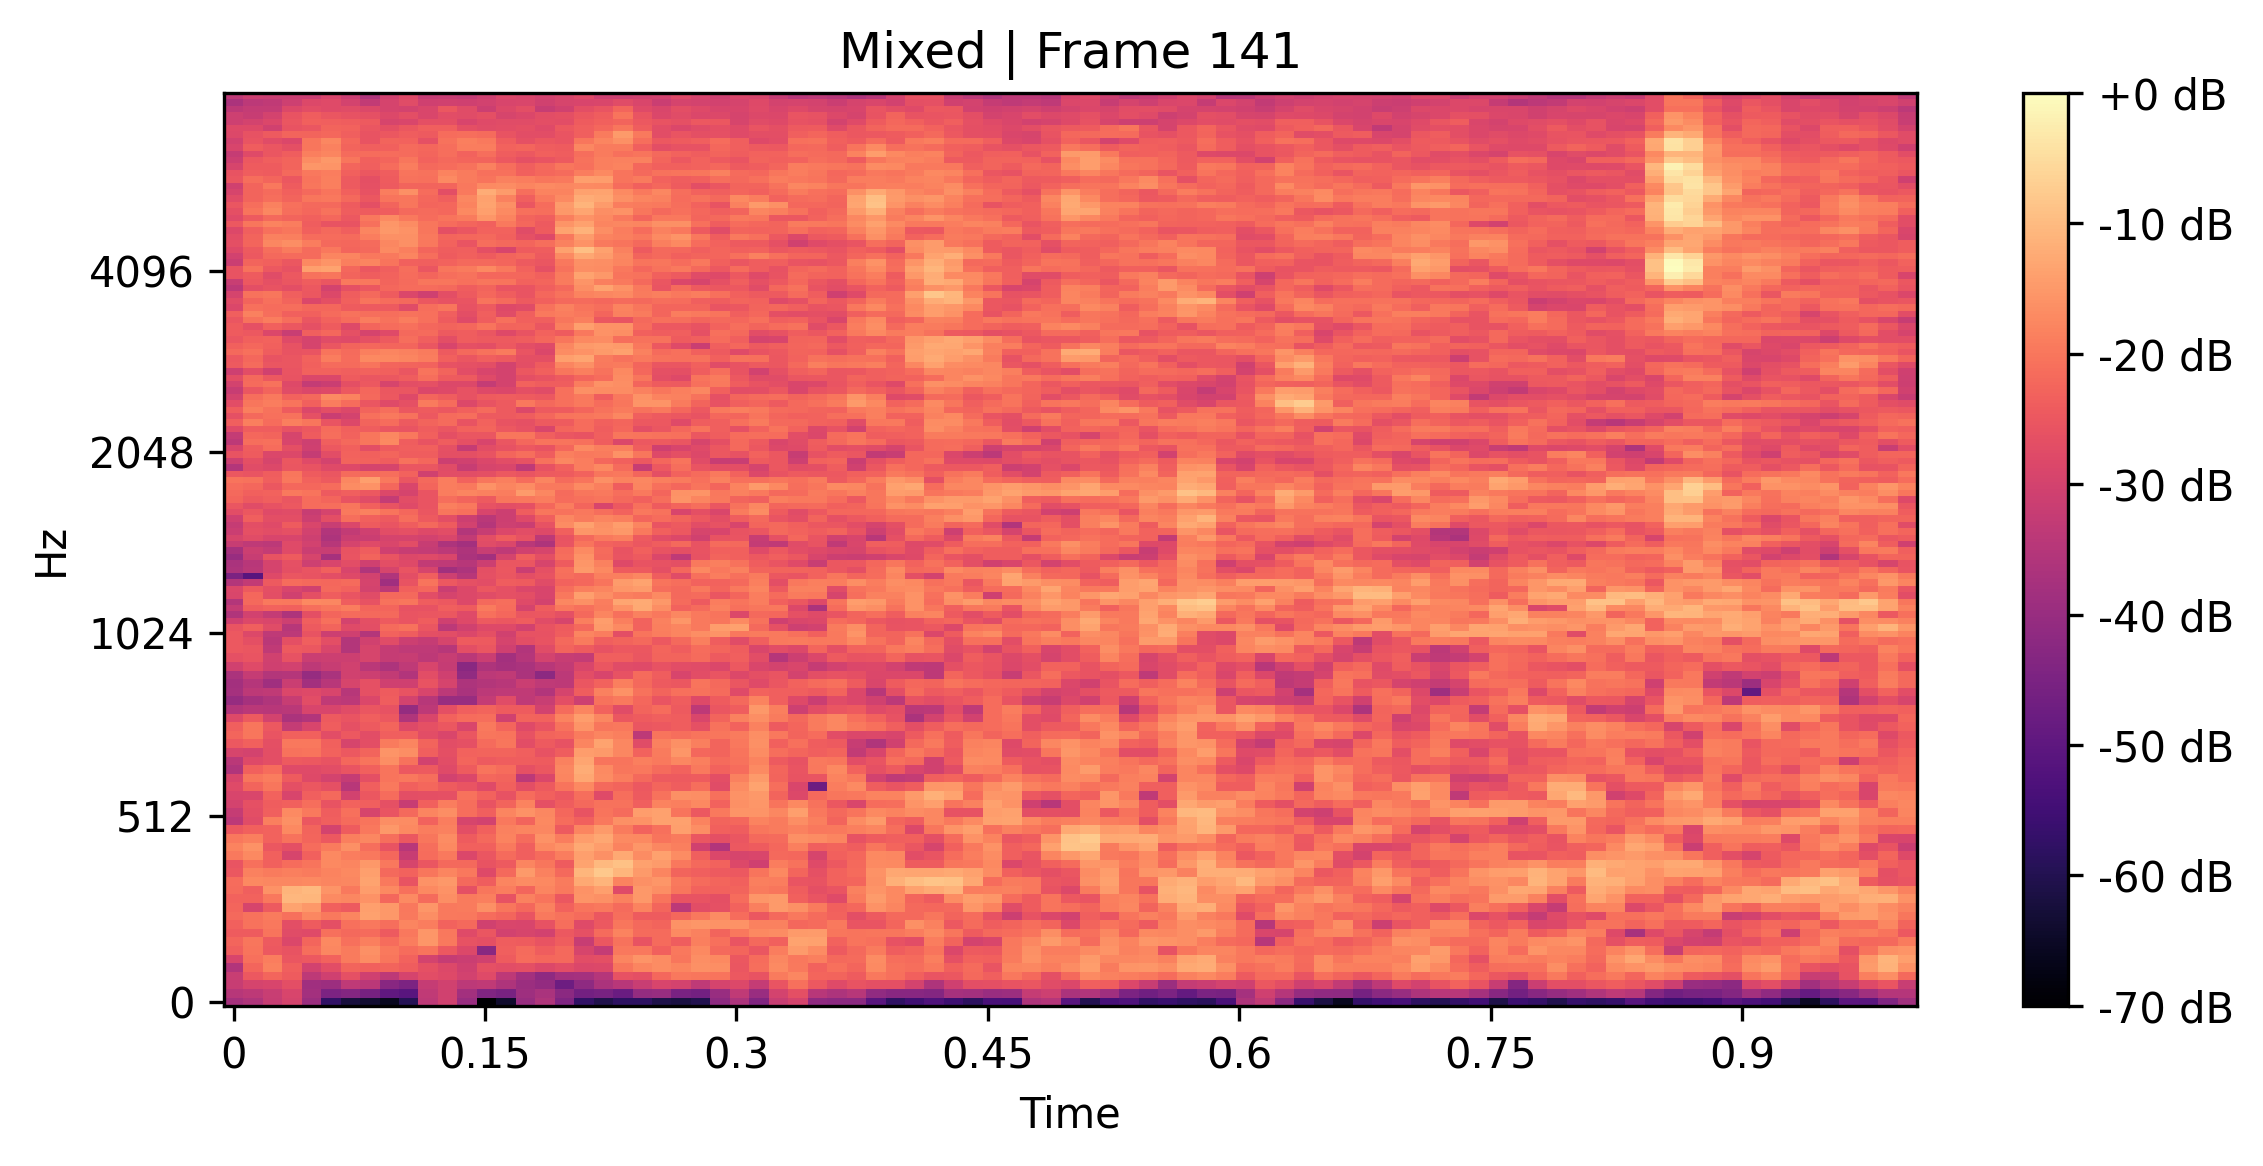 Mixed | Frame 141
+0 dB
-10 dB
-20 dB
-30 dB
-40 dB
-50 dB
-60 dB
-70 dB
Hz
4096
2048
1024
512
0
0 0.15 0.3 0.45 0.6 0.75 0.9
Time